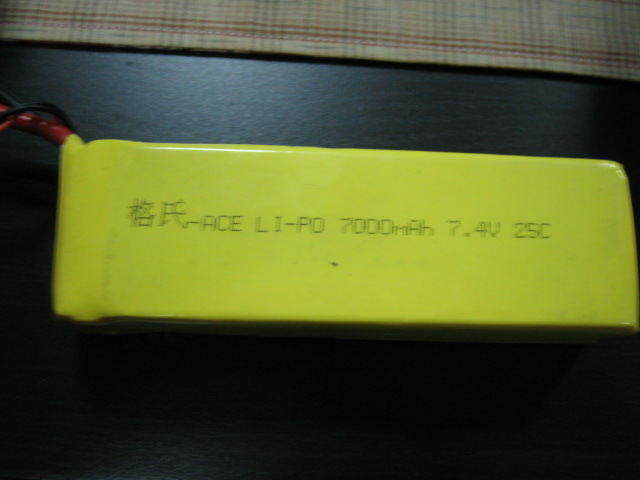 格氏-ACE LI-PO 7000mAh 7.4V 25C